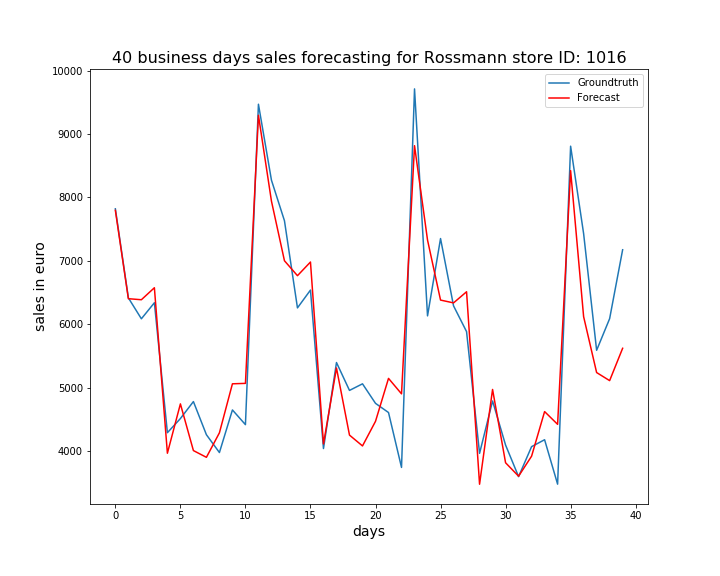 40 business days sales forecasting for Rossmann store ID: 1016
Groundtruth
Forecast
sales in euro
10000
9000
8000
7000
6000
5000
4000
0 5 10 15 20 25 30 35 40
days